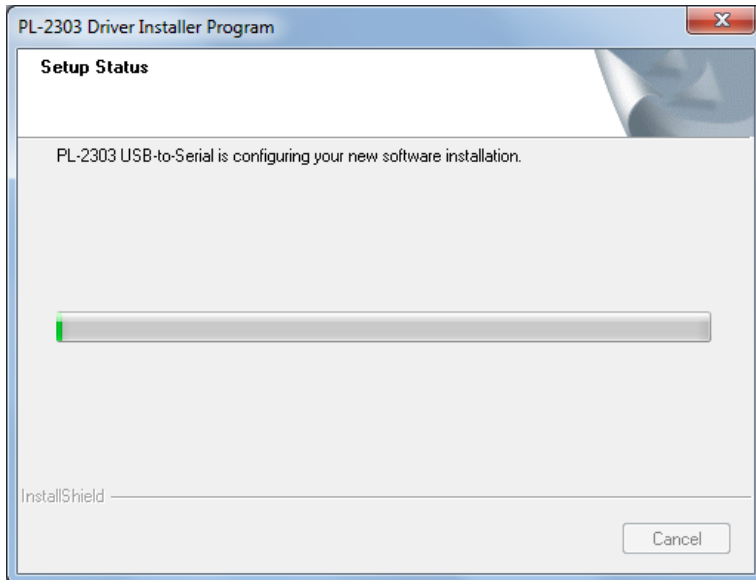 PL-2303 Driver Installer Program
Setup Status
PL-2303 USB-to-Serial is configuring your new software installation.
InstallShield
Cancel